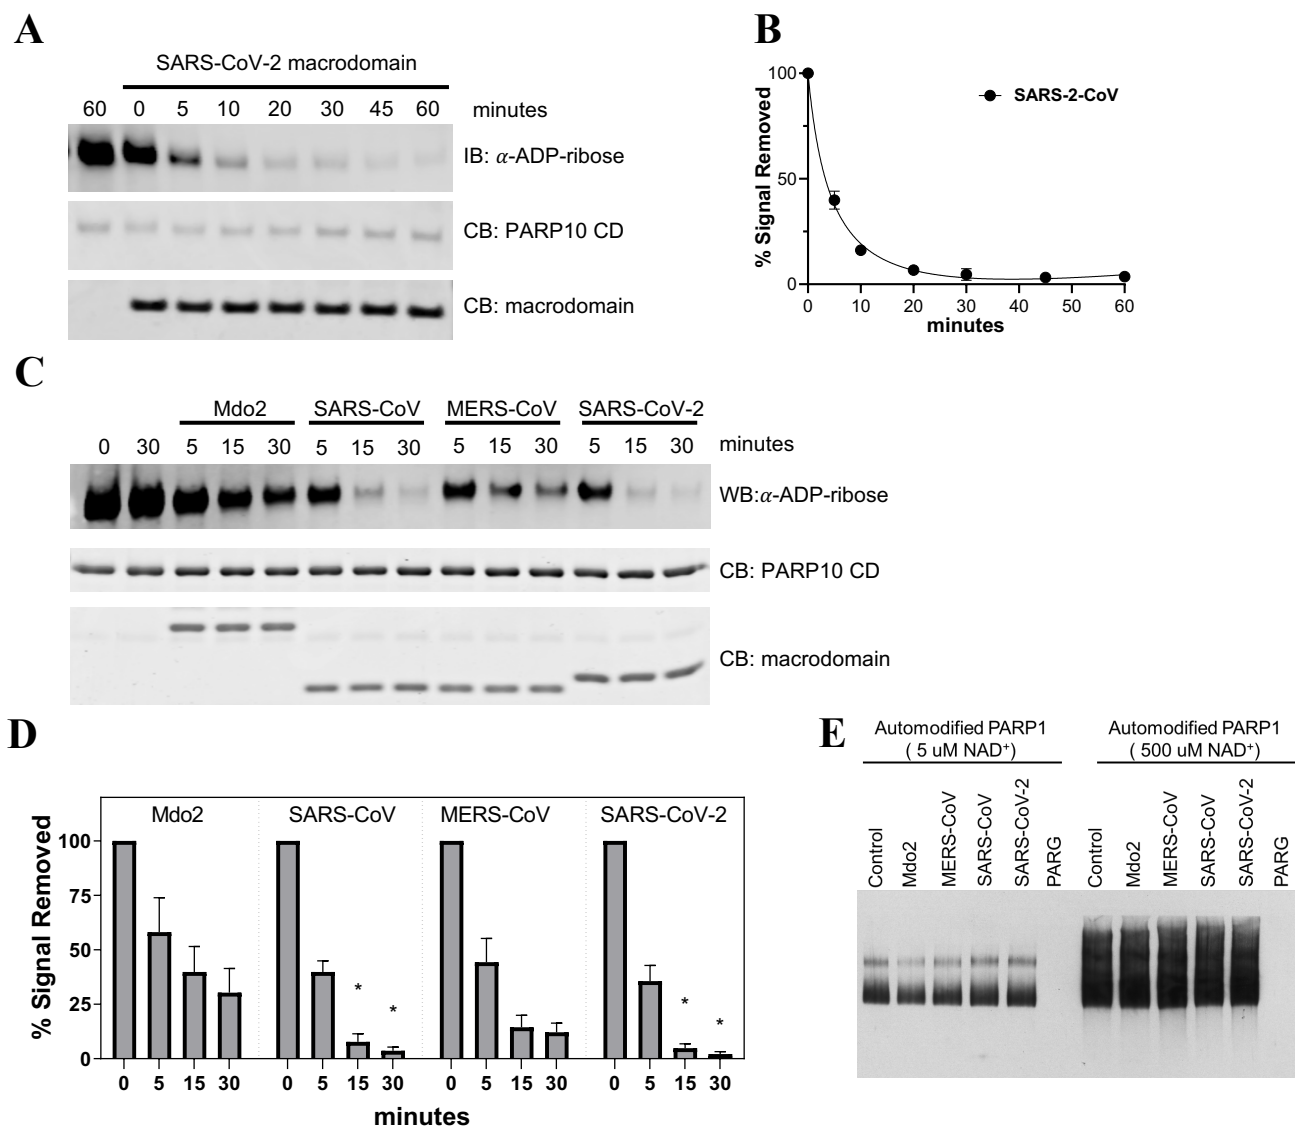 A
SARS-CoV-2 macrodomain
60 0 5 10 20 30 45 60 minutes
IB: α-ADP-ribose
CB: PARP10 CD
CB: macrodomain
B
% Signal Removed
100
50
0
SARS-2-CoV
0 10 20 30 40 50 60
minutes
C
Mdo2 SARS-CoV MERS-CoV SARS-CoV-2
0 30 5 15 30 5 15 30 5 15 30 5 15 30 minutes
WB:α-ADP-ribose
CB: PARP10 CD
CB: macrodomain
D
% Signal Removed
100
75
50
25
0
Mdo2 SARS-CoV MERS-CoV SARS-CoV-2
* * * *
0 5 15 30 0 5 15 30 0 5 15 30 0 5 15 30
minutes
E
Automodified PARP1
( 5 uM NAD⁺)
Control
Mdo2
MERS-CoV
SARS-CoV
SARS-CoV-2
PARG
Automodified PARP1
( 500 uM NAD⁺)
Control
Mdo2
MERS-CoV
SARS-CoV
SARS-CoV-2
PARG